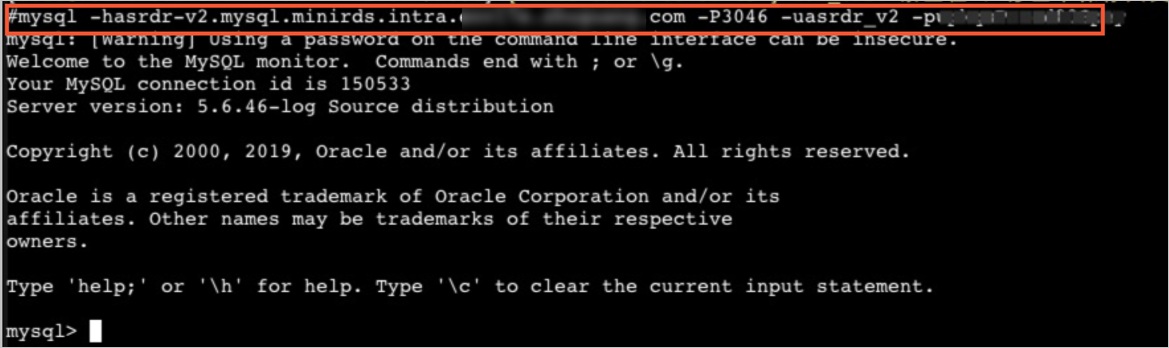 #mysql -hasrdr-v2.mysql.minirds.intra. com -P3046 -uasrdr_v2 -p
mysql: [Warning] Using a password on the command line interface can be insecure.
Welcome to the MySQL monitor.  Commands end with ; or \g.
Your MySQL connection id is 150533
Server version: 5.6.46-log Source distribution
Copyright (c) 2000, 2019, Oracle and/or its affiliates. All rights reserved.
Oracle is a registered trademark of Oracle Corporation and/or its
affiliates. Other names may be trademarks of their respective
owners.
Type 'help;' or '\h' for help. Type '\c' to clear the current input statement.
mysql>